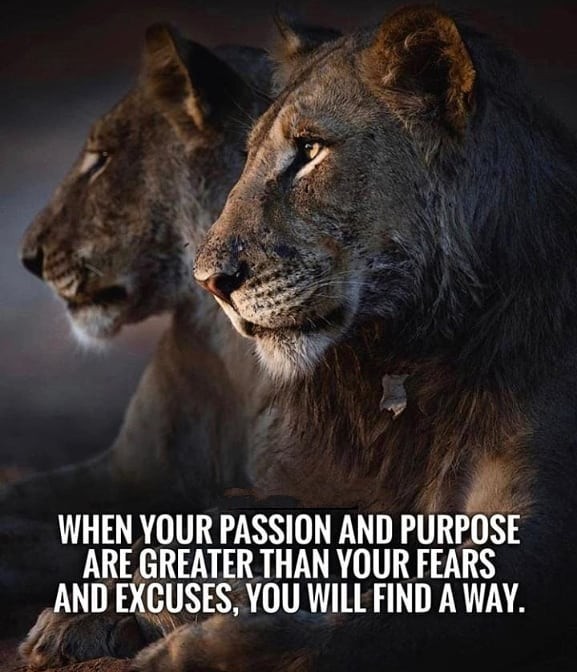 WHEN YOUR PASSION AND PURPOSE
ARE GREATER THAN YOUR FEARS
AND EXCUSES, YOU WILL FIND A WAY.